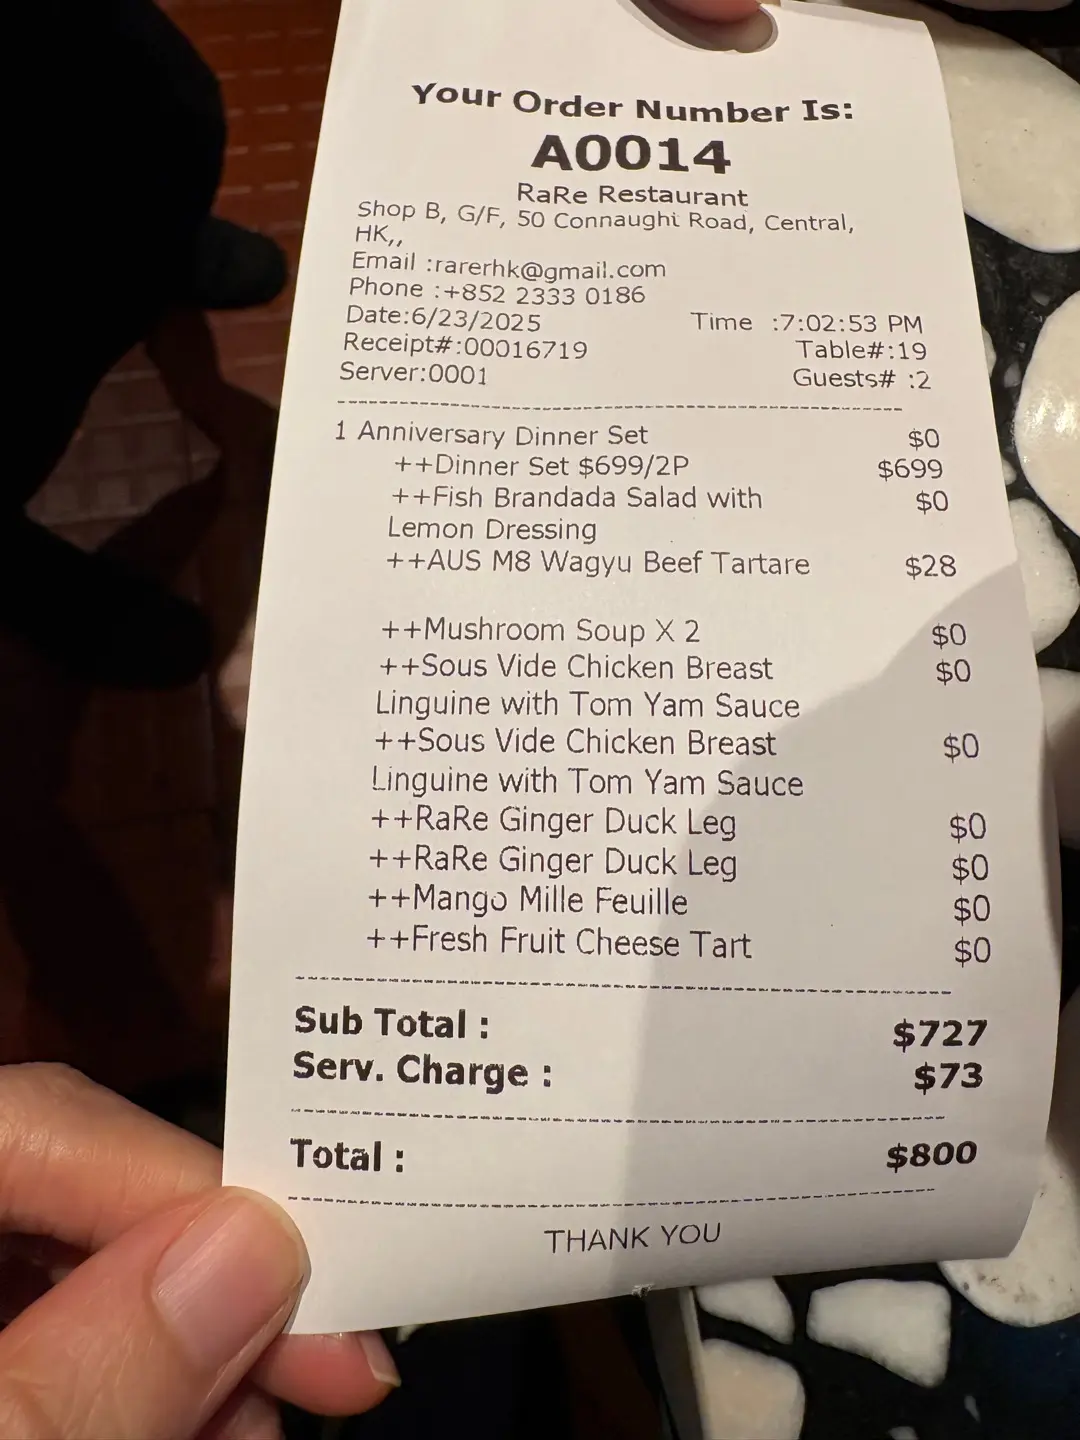 Your Order Number Is:
A0014
RaRe Restaurant
Shop B, G/F, 50 Connaught Road, Central,
HK,,
Email :rarerhk@gmail.com
Phone :+852 2333 0186
Date:6/23/2025 Time :7:02:53 PM
Receipt#:00016719 Table#:19
Server:0001 Guests# :2
1 Anniversary Dinner Set $0
++Dinner Set $699/2P $699
++Fish Brandada Salad with $0
Lemon Dressing
++AUS M8 Wagyu Beef Tartare $28
++Mushroom Soup X 2 $0
++Sous Vide Chicken Breast $0
Linguine with Tom Yam Sauce
++Sous Vide Chicken Breast $0
Linguine with Tom Yam Sauce
++RaRe Ginger Duck Leg $0
++RaRe Ginger Duck Leg $0
++Mango Mille Feuille $0
++Fresh Fruit Cheese Tart $0
Sub Total : $727
Serv. Charge : $73
Total : $800
THANK YOU